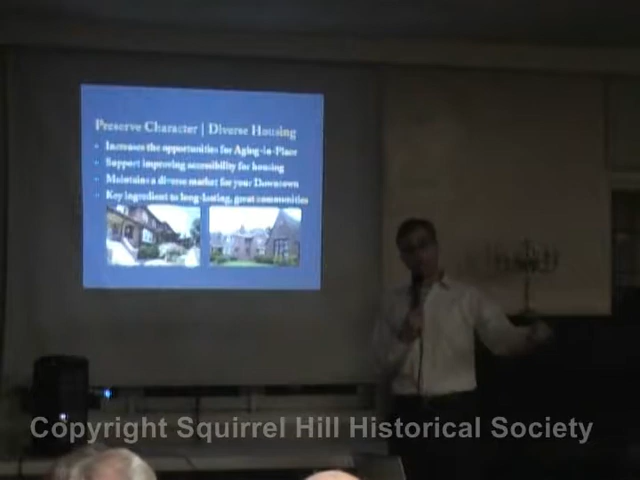 Preserve Character | Diverse Housing
• Increases the opportunities for Aging-in-Place
• Support improving accessibility for housing
• Maintains a diverse market for your Downtown
• Key ingredient to long-lasting, great communities
Copyright Squirrel Hill Historical Society